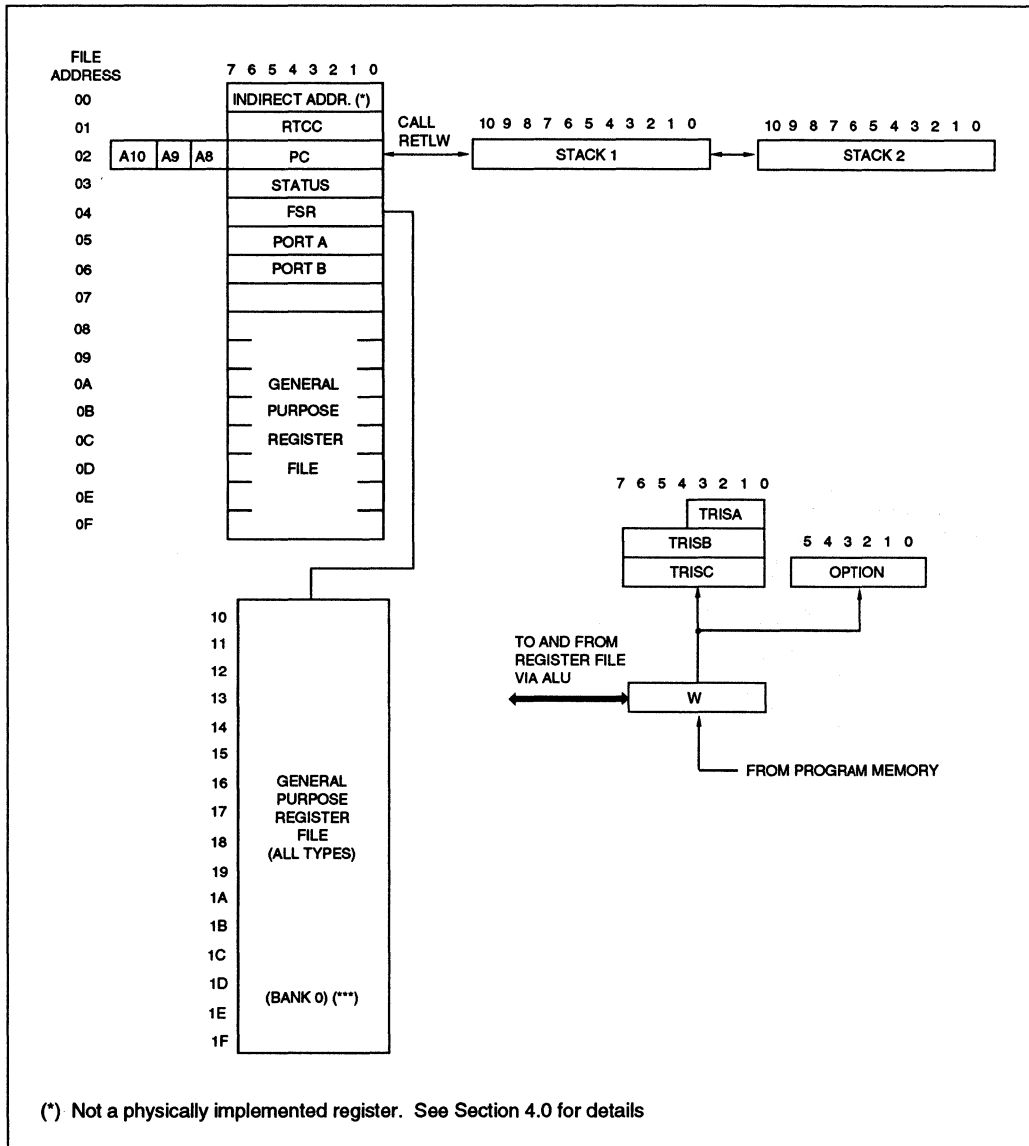 FILE
ADDRESS
7 6 5 4 3 2 1 0
00
INDIRECT ADDR. (*)
01
RTCC
CALL
RETLW
10 9 8 7 6 5 4 3 2 1 0
10 9 8 7 6 5 4 3 2 1 0
02
A10 A9 A8
PC
STACK 1
STACK 2
03
STATUS
04
FSR
05
PORT A
06
PORT B
07
08
09
0A
GENERAL
0B
PURPOSE
0C
REGISTER
0D
FILE
0E
0F
7 6 5 4 3 2 1 0
TRISA
TRISB
TRISC
5 4 3 2 1 0
OPTION
TO AND FROM
REGISTER FILE
VIA ALU
W
FROM PROGRAM MEMORY
10
11
12
13
14
15
16
GENERAL
PURPOSE
17
REGISTER
FILE
18
(ALL TYPES)
19
1A
1B
1C
1D
(BANK 0) (***)
1E
1F
(*) Not a physically implemented register. See Section 4.0 for details